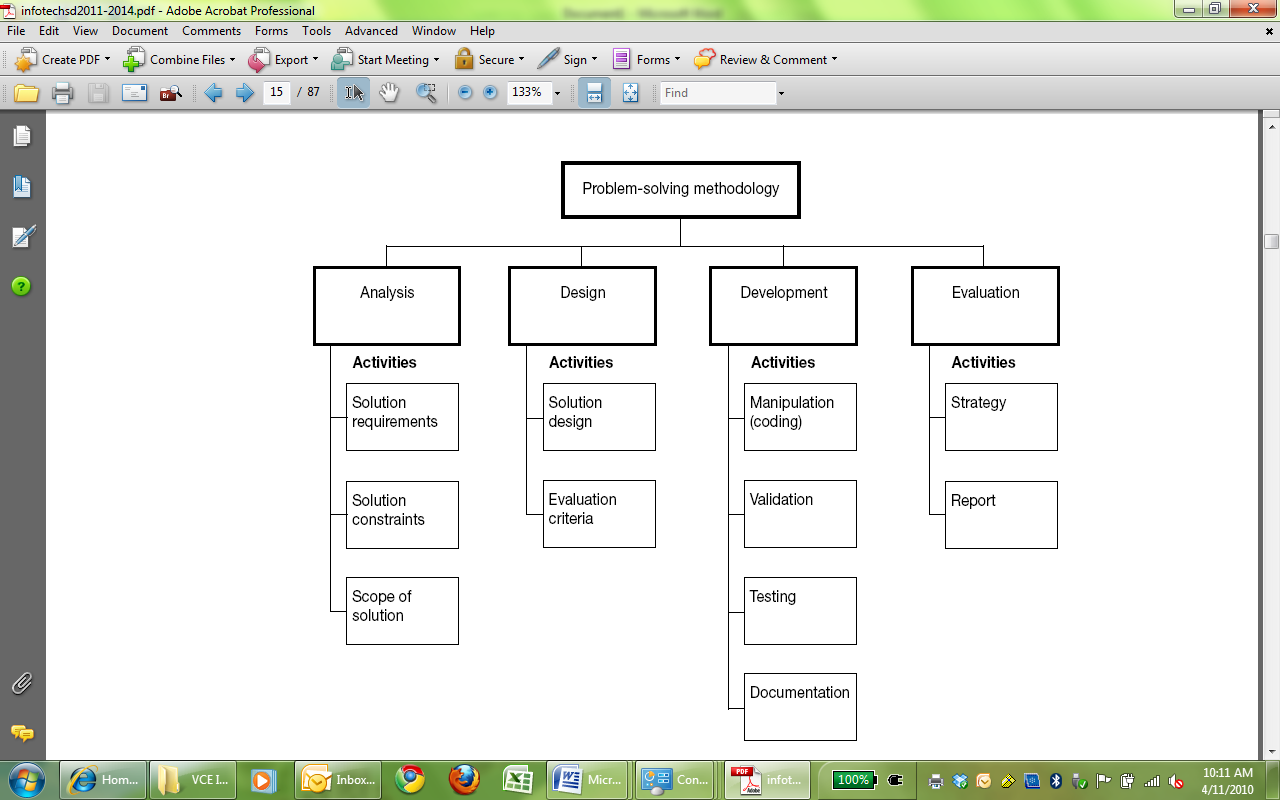 infotechsd2011-2014.pdf - Adobe Acrobat Professional
File Edit View Document Comments Forms Tools Advanced Window Help
Create PDF Combine Files Export Start Meeting Secure Sign Forms Review & Comment
15 / 87 133% Find
Problem-solving methodology
Analysis Design Development Evaluation
Activities Activities Activities Activities
Solution Solution Manipulation Strategy
requirements design (coding)
Solution Evaluation Validation Report
constraints criteria
Scope of Testing
solution
Documentation
Hom... VCE I... Inbox... Micr... Con... PDF infot... 100% 10:11 AM
4/11/2010